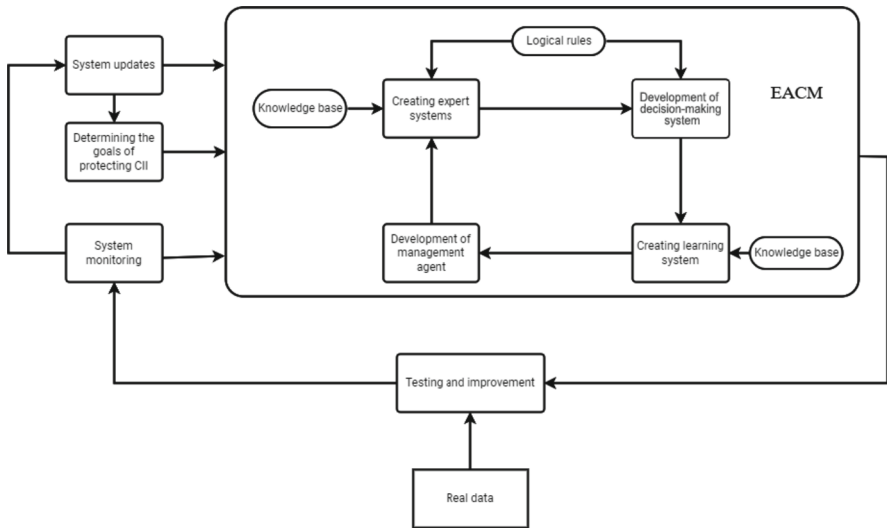 System updates
Determining the
goals of
protecting CII
System
monitoring
Logical rules
Knowledge base
Creating expert
systems
Development of
decision-making
system
EACM
Development of
management
agent
Creating learning
system
Knowledge base
Testing and improvement
Real data